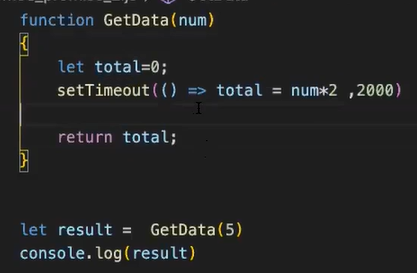 function GetData(num)
{
let total=0;
setTimeout(() => total = num*2 ,2000)
return total;
}
let result =  GetData(5)
console.log(result)